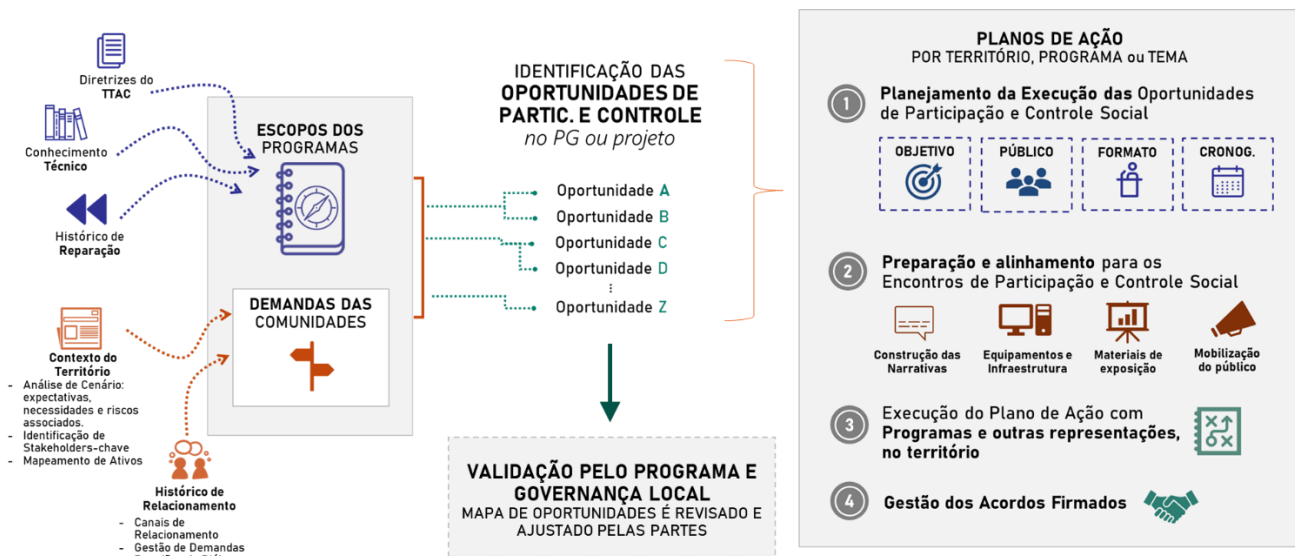 Diretrizes do
TTAC
Conhecimento
Técnico
Histórico de
Reparação
Contexto do
Território
- Análise de Cenário:
expectativas,
necessidades e riscos
associados.
- Identificação de
Stakeholders-chave
- Mapeamento de Ativos
Histórico de
Relacionamento
- Canais de
Relacionamento
- Gestão de Demandas
ESCOPOS DOS
PROGRAMAS
DEMANDAS DAS
COMUNIDADES
IDENTIFICAÇÃO DAS
OPORTUNIDADES DE
PARTIC. E CONTROLE
no PG ou projeto
Oportunidade A
Oportunidade B
Oportunidade C
Oportunidade D
⋮
Oportunidade Z
VALIDAÇÃO PELO PROGRAMA E
GOVERNANÇA LOCAL
MAPA DE OPORTUNIDADES É REVISADO E
AJUSTADO PELAS PARTES
PLANOS DE AÇÃO
POR TERRITÓRIO, PROGRAMA ou TEMA
1 Planejamento da Execução das Oportunidades
de Participação e Controle Social
OBJETIVO
PÚBLICO
FORMATO
CRONOG.
2 Preparação e alinhamento para os
Encontros de Participação e Controle Social
Construção das
Narrativas
Equipamentos e
Infraestrutura
Materiais de
exposição
Mobilização
do público
3 Execução do Plano de Ação com
Programas e outras representações,
no território
4 Gestão dos Acordos Firmados